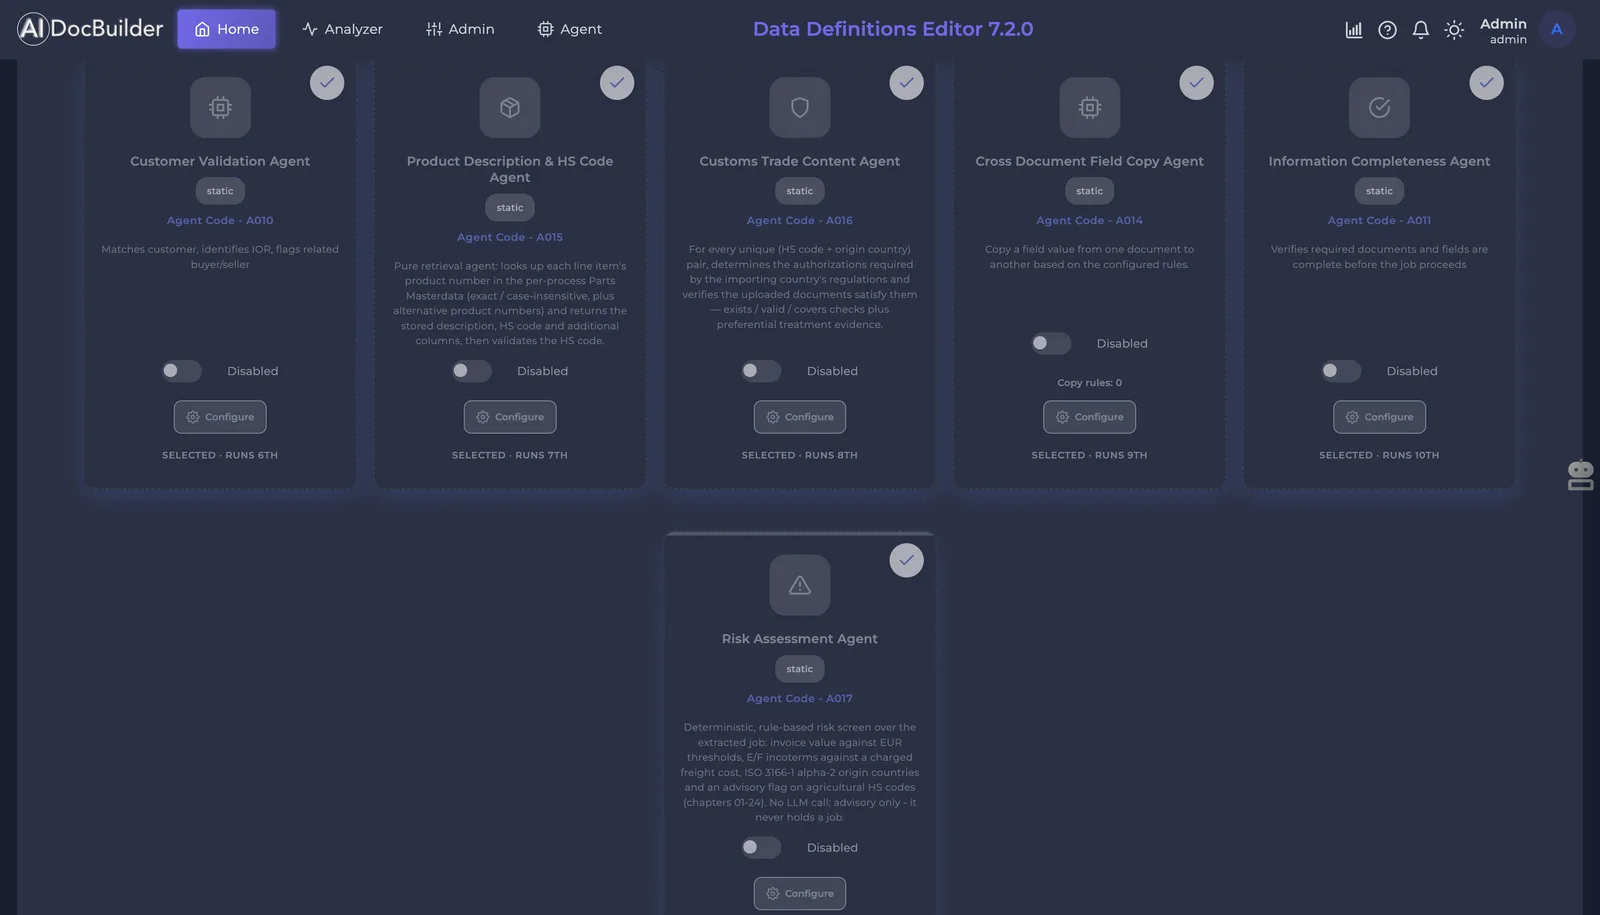 AI DocBuilder
Home
Analyzer
Admin
Agent
Data Definitions Editor 7.2.0
Admin
admin
A
Customer Validation Agent
static
Agent Code - A010
Matches customer, identifies IOR, flags related
buyer/seller
Disabled
Configure
SELECTED · RUNS 6TH
Product Description & HS Code
Agent
static
Agent Code - A015
Pure retrieval agent: looks up each line item's
product number in the per-process Parts
Masterdata (exact / case-insensitive, plus
alternative product numbers) and returns the
stored description, HS code and additional
columns, then validates the HS code.
Disabled
Configure
SELECTED · RUNS 7TH
Customs Trade Content Agent
static
Agent Code - A016
For every unique (HS code + origin country)
pair, determines the authorizations required
by the importing country's regulations and
verifies the uploaded documents satisfy them
— exists / valid / covers checks plus
preferential treatment evidence.
Disabled
Configure
SELECTED · RUNS 8TH
Cross Document Field Copy Agent
static
Agent Code - A014
Copy a field value from one document to
another based on the configured rules.
Disabled
Copy rules: 0
Configure
SELECTED · RUNS 9TH
Information Completeness Agent
static
Agent Code - A011
Verifies required documents and fields are
complete before the job proceeds
Disabled
Configure
SELECTED · RUNS 10TH
Risk Assessment Agent
static
Agent Code - A017
Deterministic, rule-based risk screen over the
extracted job: invoice value against EUR
thresholds, E/F incoterms against a charged
freight cost, ISO 3166-1 alpha-2 origin countries
and an advisory flag on agricultural HS codes
(chapters 01-24). No LLM call; advisory only - it
never holds a job.
Disabled
Configure